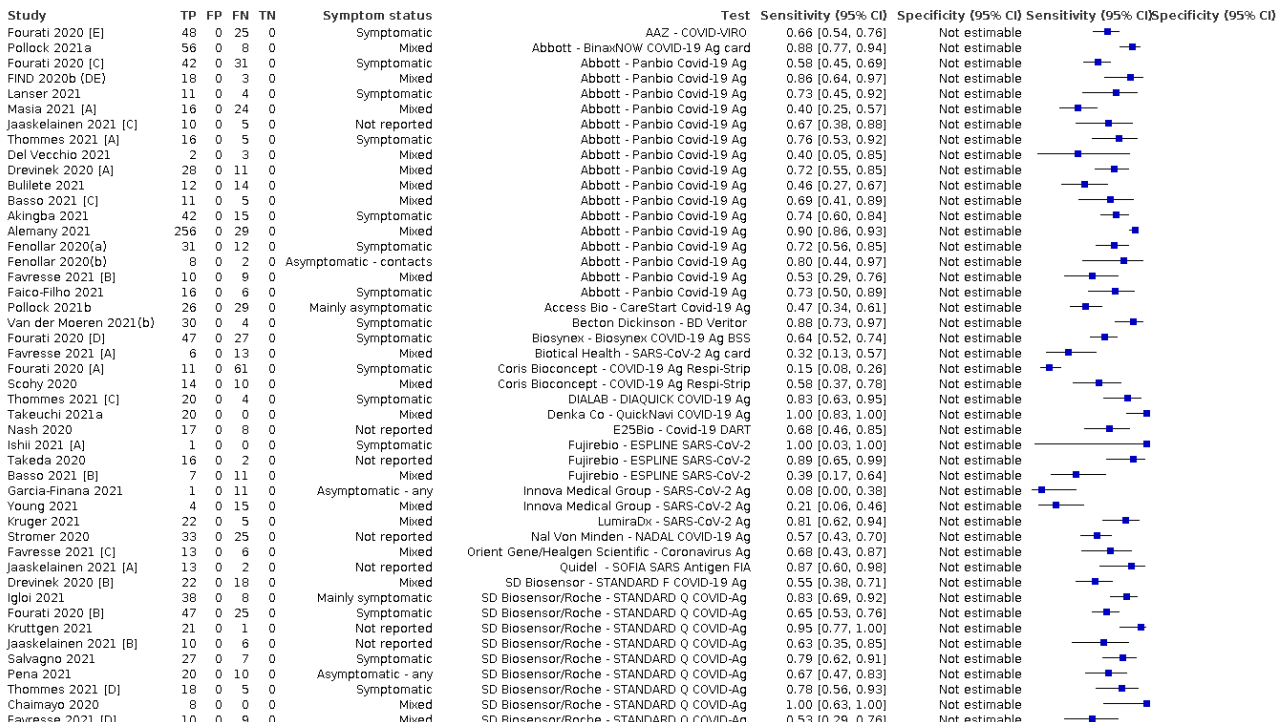 Study TP FP FN TN Symptom status Test Sensitivity (95% CI) Specificity (95% CI) Sensitivity (95% CI) Specificity (95% CI)
Fourati 2020 [E] 48 0 25 0 Symptomatic AAZ - COVID-VIRO 0.66 [0.54, 0.76] Not estimable
Pollock 2021a 56 0 8 0 Mixed Abbott - BinaxNOW COVID-19 Ag card 0.88 [0.77, 0.94] Not estimable
Fourati 2020 [C] 42 0 31 0 Symptomatic Abbott - Panbio Covid-19 Ag 0.58 [0.45, 0.69] Not estimable
FIND 2020b (DE) 18 0 3 0 Mixed Abbott - Panbio Covid-19 Ag 0.86 [0.64, 0.97] Not estimable
Lanser 2021 11 0 4 0 Symptomatic Abbott - Panbio Covid-19 Ag 0.73 [0.45, 0.92] Not estimable
Masia 2021 [A] 16 0 24 0 Mixed Abbott - Panbio Covid-19 Ag 0.40 [0.25, 0.57] Not estimable
Jaaskelainen 2021 [C] 10 0 5 0 Not reported Abbott - Panbio Covid-19 Ag 0.67 [0.38, 0.88] Not estimable
Thommes 2021 [A] 16 0 5 0 Symptomatic Abbott - Panbio Covid-19 Ag 0.76 [0.53, 0.92] Not estimable
Del Vecchio 2021 2 0 3 0 Mixed Abbott - Panbio Covid-19 Ag 0.40 [0.05, 0.85] Not estimable
Drevinek 2020 [A] 28 0 11 0 Mixed Abbott - Panbio Covid-19 Ag 0.72 [0.55, 0.85] Not estimable
Bulilete 2021 12 0 14 0 Mixed Abbott - Panbio Covid-19 Ag 0.46 [0.27, 0.67] Not estimable
Basso 2021 [C] 11 0 5 0 Mixed Abbott - Panbio Covid-19 Ag 0.69 [0.41, 0.89] Not estimable
Akingba 2021 42 0 15 0 Symptomatic Abbott - Panbio Covid-19 Ag 0.74 [0.60, 0.84] Not estimable
Alemany 2021 256 0 29 0 Mixed Abbott - Panbio Covid-19 Ag 0.90 [0.86, 0.93] Not estimable
Fenollar 2020(a) 31 0 12 0 Symptomatic Abbott - Panbio Covid-19 Ag 0.72 [0.56, 0.85] Not estimable
Fenollar 2020(b) 8 0 2 0 Asymptomatic - contacts Abbott - Panbio Covid-19 Ag 0.80 [0.44, 0.97] Not estimable
Favresse 2021 [B] 10 0 9 0 Mixed Abbott - Panbio Covid-19 Ag 0.53 [0.29, 0.76] Not estimable
Faico-Filho 2021 16 0 6 0 Symptomatic Abbott - Panbio Covid-19 Ag 0.73 [0.50, 0.89] Not estimable
Pollock 2021b 26 0 29 0 Mainly asymptomatic Access Bio - CareStart Covid-19 Ag 0.47 [0.34, 0.61] Not estimable
Van der Moeren 2021(b) 30 0 4 0 Symptomatic Becton Dickinson - BD Veritor 0.88 [0.73, 0.97] Not estimable
Fourati 2020 [D] 47 0 27 0 Symptomatic Biosynex - Biosynex COVID-19 Ag BSS 0.64 [0.52, 0.74] Not estimable
Favresse 2021 [A] 6 0 13 0 Mixed Biotical Health - SARS-CoV-2 Ag card 0.32 [0.13, 0.57] Not estimable
Fourati 2020 [A] 11 0 61 0 Symptomatic Coris Bioconcept - COVID-19 Ag Respi-Strip 0.15 [0.08, 0.26] Not estimable
Scohy 2020 14 0 10 0 Mixed Coris Bioconcept - COVID-19 Ag Respi-Strip 0.58 [0.37, 0.78] Not estimable
Thommes 2021 [C] 20 0 4 0 Symptomatic DIALAB - DIAQUICK COVID-19 Ag 0.83 [0.63, 0.95] Not estimable
Takeuchi 2021a 20 0 0 0 Mixed Denka Co - QuickNavi COVID-19 Ag 1.00 [0.83, 1.00] Not estimable
Nash 2020 17 0 8 0 Not reported E25Bio - Covid-19 DART 0.68 [0.46, 0.85] Not estimable
Ishii 2021 [A] 1 0 0 0 Symptomatic Fujirebio - ESPLINE SARS-CoV-2 1.00 [0.03, 1.00] Not estimable
Takeda 2020 16 0 2 0 Not reported Fujirebio - ESPLINE SARS-CoV-2 0.89 [0.65, 0.99] Not estimable
Basso 2021 [B] 7 0 11 0 Mixed Fujirebio - ESPLINE SARS-CoV-2 0.39 [0.17, 0.64] Not estimable
Garcia-Finana 2021 1 0 11 0 Asymptomatic - any Innova Medical Group - SARS-CoV-2 Ag 0.08 [0.00, 0.38] Not estimable
Young 2021 4 0 15 0 Mixed Innova Medical Group - SARS-CoV-2 Ag 0.21 [0.06, 0.46] Not estimable
Kruger 2021 22 0 5 0 Mixed LumiraDx - SARS-CoV-2 Ag 0.81 [0.62, 0.94] Not estimable
Stromer 2020 33 0 25 0 Not reported Nal Von Minden - NADAL COVID-19 Ag 0.57 [0.43, 0.70] Not estimable
Favresse 2021 [C] 13 0 6 0 Mixed Orient Gene/Healgen Scientific - Coronavirus Ag 0.68 [0.43, 0.87] Not estimable
Jaaskelainen 2021 [A] 13 0 2 0 Not reported Quidel - SOFIA SARS Antigen FIA 0.87 [0.60, 0.98] Not estimable
Drevinek 2020 [B] 22 0 18 0 Mixed SD Biosensor - STANDARD F COVID-19 Ag 0.55 [0.38, 0.71] Not estimable
Igloi 2021 38 0 8 0 Mainly symptomatic SD Biosensor/Roche - STANDARD Q COVID-Ag 0.83 [0.69, 0.92] Not estimable
Fourati 2020 [B] 47 0 25 0 Symptomatic SD Biosensor/Roche - STANDARD Q COVID-Ag 0.65 [0.53, 0.76] Not estimable
Kruttgen 2021 21 0 1 0 Not reported SD Biosensor/Roche - STANDARD Q COVID-Ag 0.95 [0.77, 1.00] Not estimable
Jaaskelainen 2021 [B] 10 0 6 0 Not reported SD Biosensor/Roche - STANDARD Q COVID-Ag 0.63 [0.35, 0.85] Not estimable
Salvagno 2021 27 0 7 0 Symptomatic SD Biosensor/Roche - STANDARD Q COVID-Ag 0.79 [0.62, 0.91] Not estimable
Pena 2021 20 0 10 0 Asymptomatic - any SD Biosensor/Roche - STANDARD Q COVID-Ag 0.67 [0.47, 0.83] Not estimable
Thommes 2021 [D] 18 0 5 0 Symptomatic SD Biosensor/Roche - STANDARD Q COVID-Ag 0.78 [0.56, 0.93] Not estimable
Chaimayo 2020 8 0 0 0 Mixed SD Biosensor/Roche - STANDARD Q COVID-Ag 1.00 [0.63, 1.00] Not estimable
Favresse 2021 [D] 10 0 9 0 Mixed SD Biosensor/Roche - STANDARD Q COVID-Ag 0.53 [0.29, 0.76] Not estimable